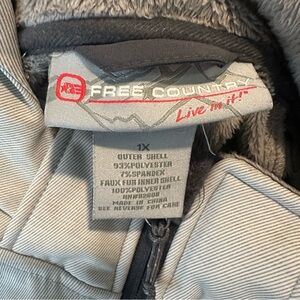 FREE COUNTRY
Live in it!™
1X
OUTER SHELL
93%POLYESTER
7%SPANDEX
FAUX FUR INNER SHELL
100%POLYESTER
MADE IN CHINA
SEE REVERSE FOR CARE